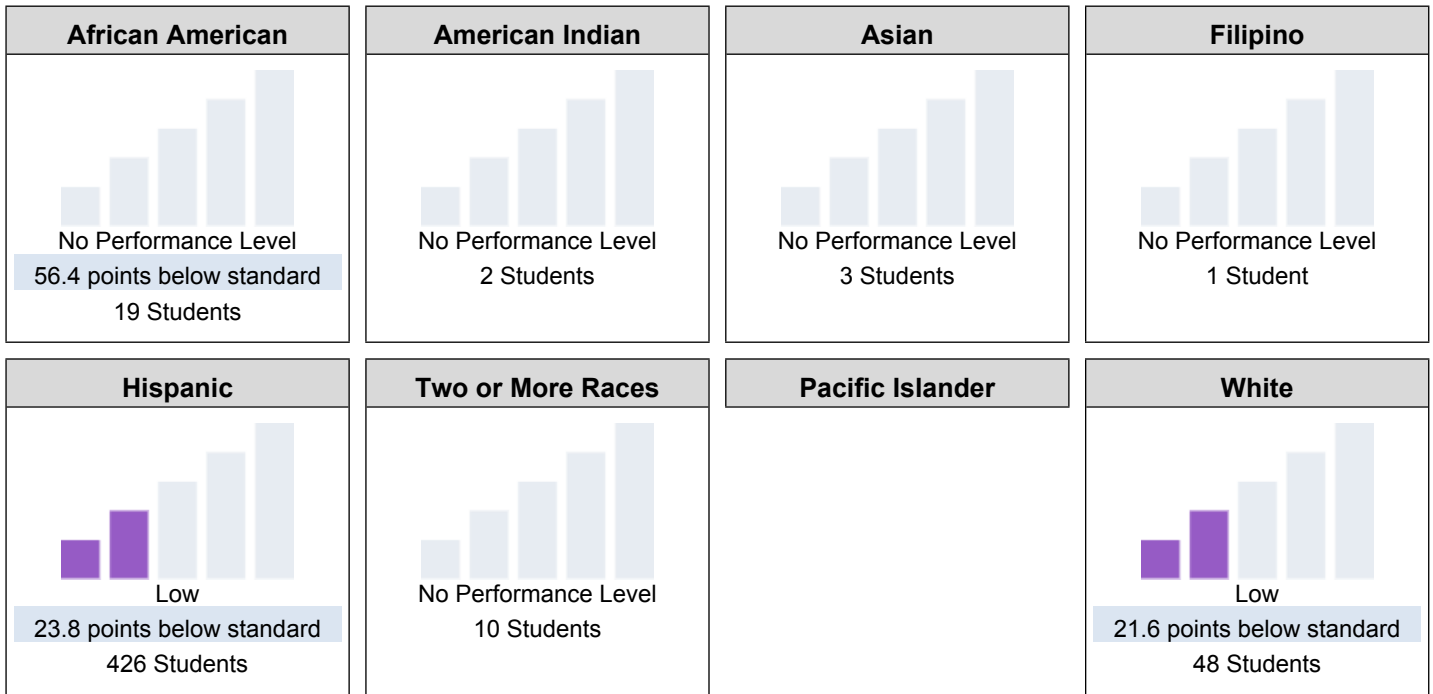 African American
No Performance Level
56.4 points below standard
19 Students
American Indian
No Performance Level
2 Students
Asian
No Performance Level
3 Students
Filipino
No Performance Level
1 Student
Hispanic
Low
23.8 points below standard
426 Students
Two or More Races
No Performance Level
10 Students
Pacific Islander
White
Low
21.6 points below standard
48 Students